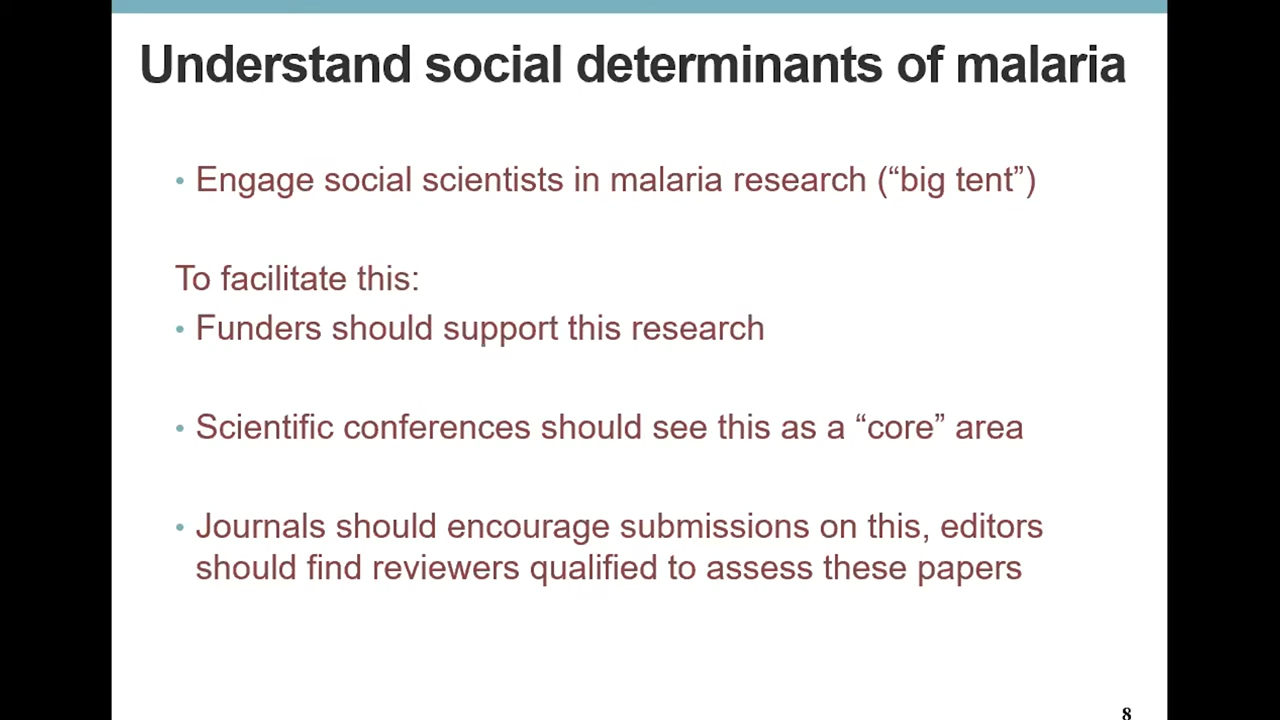 Understand social determinants of malaria
• Engage social scientists in malaria research (“big tent”)
To facilitate this:
• Funders should support this research
• Scientific conferences should see this as a “core” area
• Journals should encourage submissions on this, editors
should find reviewers qualified to assess these papers
8